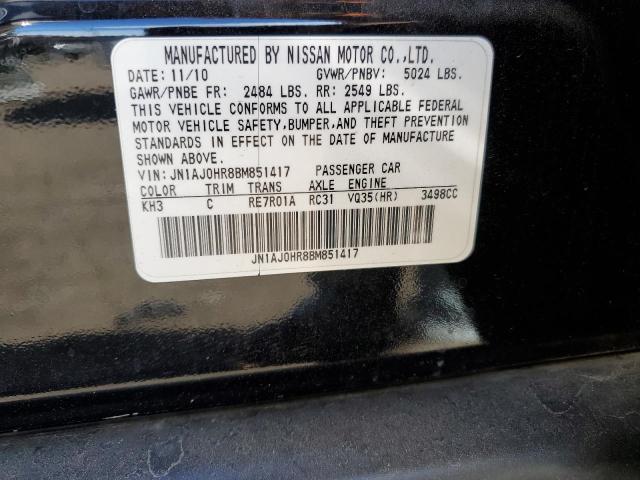 MANUFACTURED BY NISSAN MOTOR CO.,LTD.
DATE: 11/10 GVWR/PNBV: 5024 LBS.
GAWR/PNBE FR: 2484 LBS. RR: 2549 LBS.
THIS VEHICLE CONFORMS TO ALL APPLICABLE FEDERAL
MOTOR VEHICLE SAFETY,BUMPER,AND THEFT PREVENTION
STANDARDS IN EFFECT ON THE DATE OF MANUFACTURE
SHOWN ABOVE.
VIN: JN1AJ0HR8BM851417 PASSENGER CAR
COLOR TRIM TRANS AXLE ENGINE
KH3 C RE7R01A RC31 VQ35(HR) 3498CC
JN1AJ0HR8BM851417